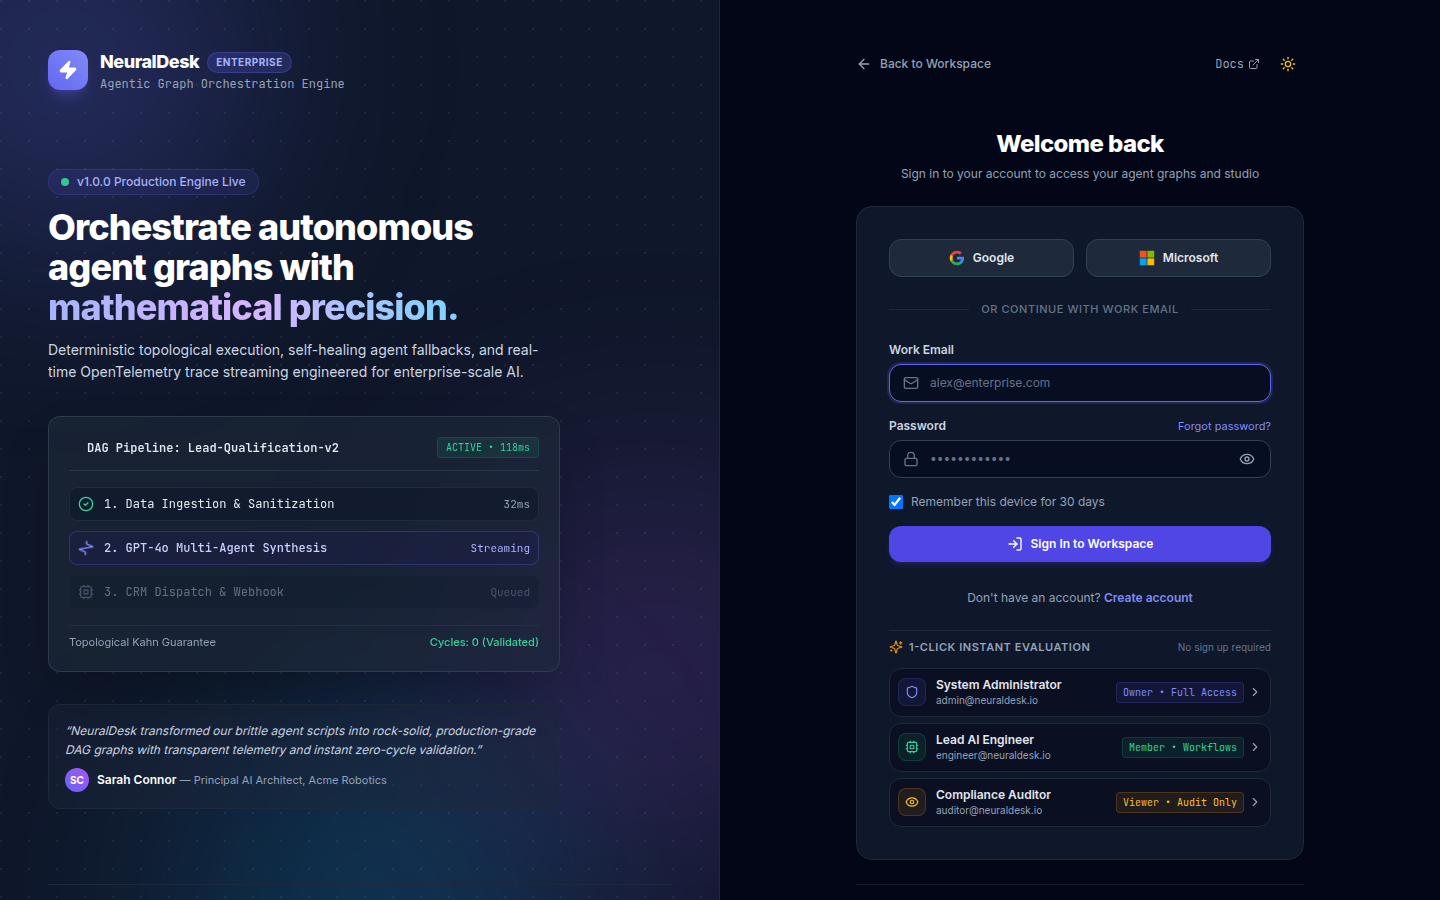 NeuralDesk ENTERPRISE
Agentic Graph Orchestration Engine
v1.0.0 Production Engine Live
Orchestrate autonomous
agent graphs with
mathematical precision.
Deterministic topological execution, self-healing agent fallbacks, and real-
time OpenTelemetry trace streaming engineered for enterprise-scale AI.
DAG Pipeline: Lead-Qualification-v2 ACTIVE • 118ms
1. Data Ingestion & Sanitization 32ms
2. GPT-4o Multi-Agent Synthesis Streaming
3. CRM Dispatch & Webhook Queued
Topological Kahn Guarantee Cycles: 0 (Validated)
"NeuralDesk transformed our brittle agent scripts into rock-solid, production-grade
DAG graphs with transparent telemetry and instant zero-cycle validation."
SC Sarah Connor — Principal AI Architect, Acme Robotics
Back to Workspace Docs
Welcome back
Sign in to your account to access your agent graphs and studio
Google Microsoft
OR CONTINUE WITH WORK EMAIL
Work Email
alex@enterprise.com
Password Forgot password?
••••••••••••
Remember this device for 30 days
Sign In to Workspace
Don't have an account? Create account
1-CLICK INSTANT EVALUATION No sign up required
System Administrator Owner • Full Access
admin@neuraldesk.io
Lead AI Engineer Member • Workflows
engineer@neuraldesk.io
Compliance Auditor Viewer • Audit Only
auditor@neuraldesk.io